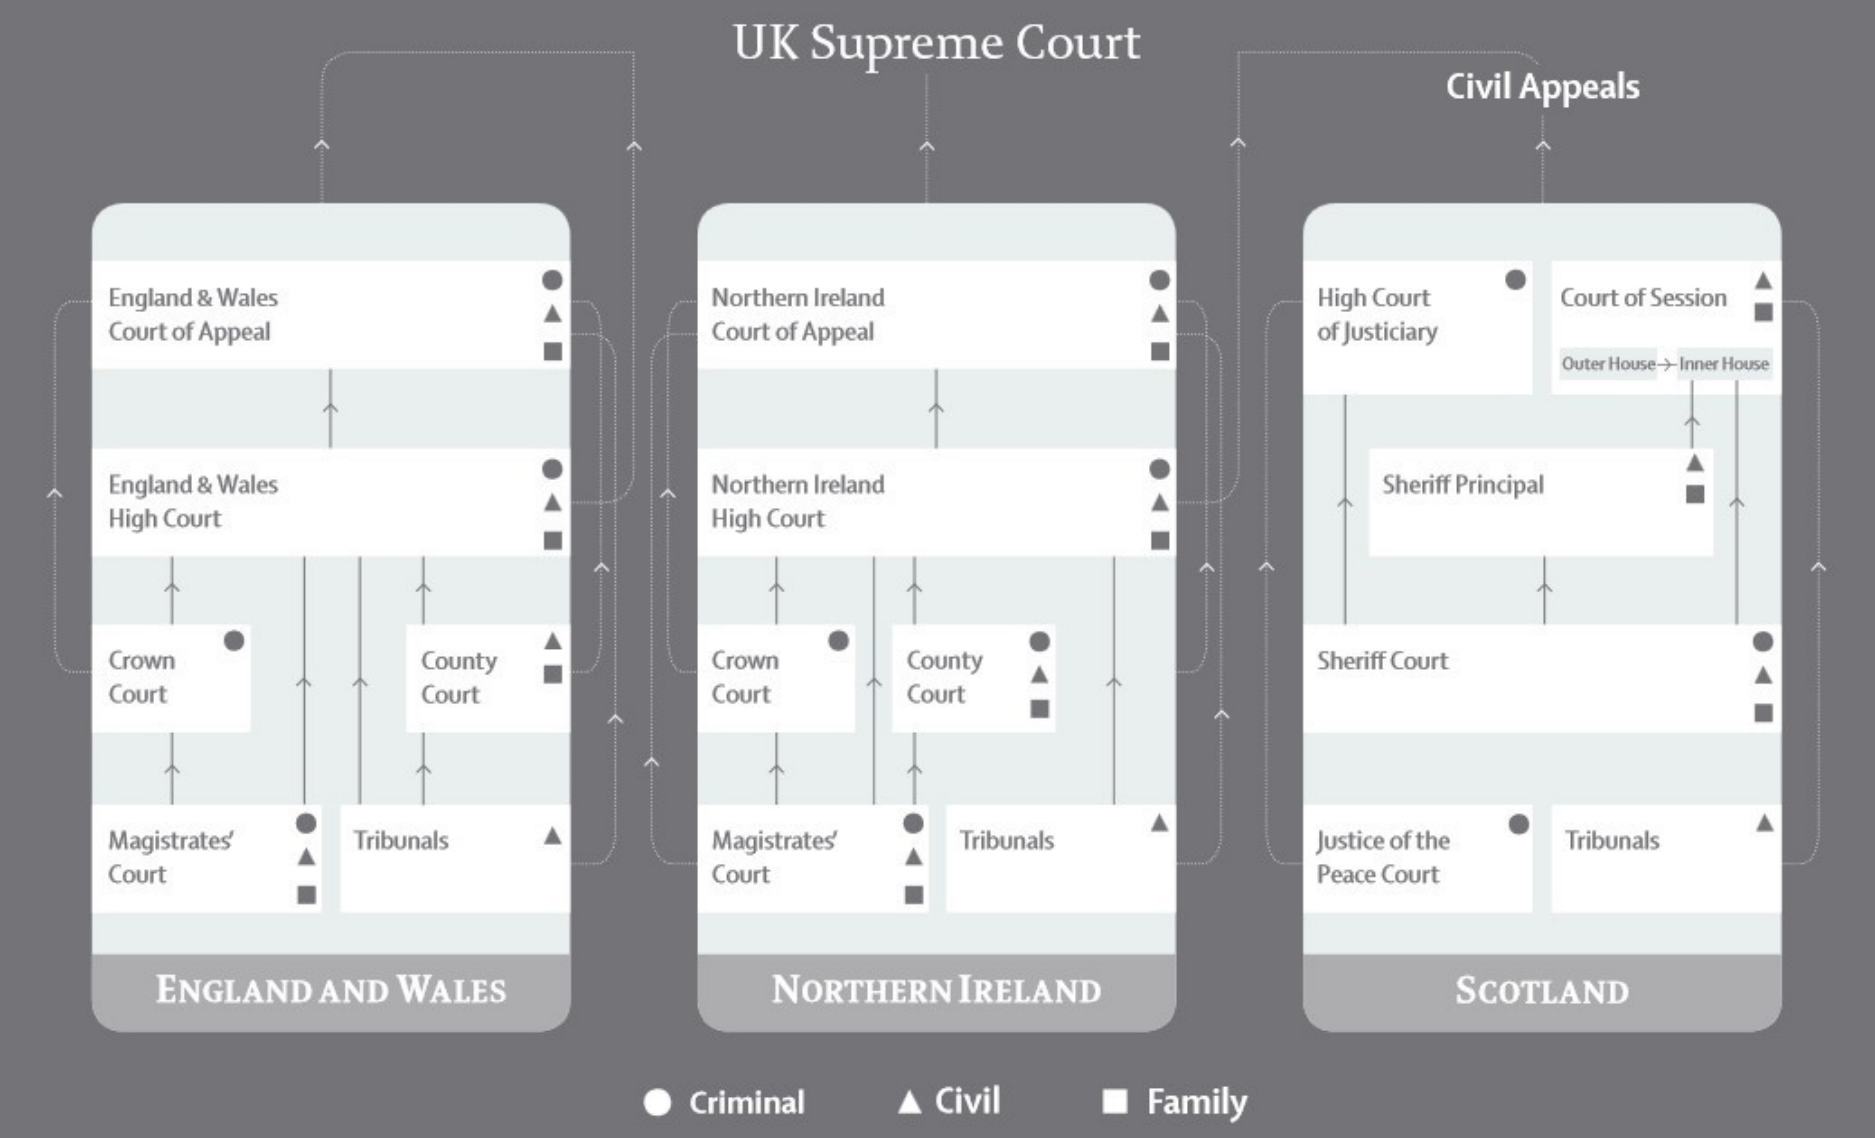 UK Supreme Court
Civil Appeals
England & Wales
Court of Appeal
England & Wales
High Court
Crown
Court
County
Court
Magistrates’
Court
Tribunals
ENGLAND AND WALES
Northern Ireland
Court of Appeal
Northern Ireland
High Court
Crown
Court
County
Court
Magistrates’
Court
Tribunals
NORTHERN IRELAND
High Court
of Justiciary
Court of Session
Outer House
Inner House
Sheriff Principal
Sheriff Court
Justice of the
Peace Court
Tribunals
SCOTLAND
Criminal
Civil
Family